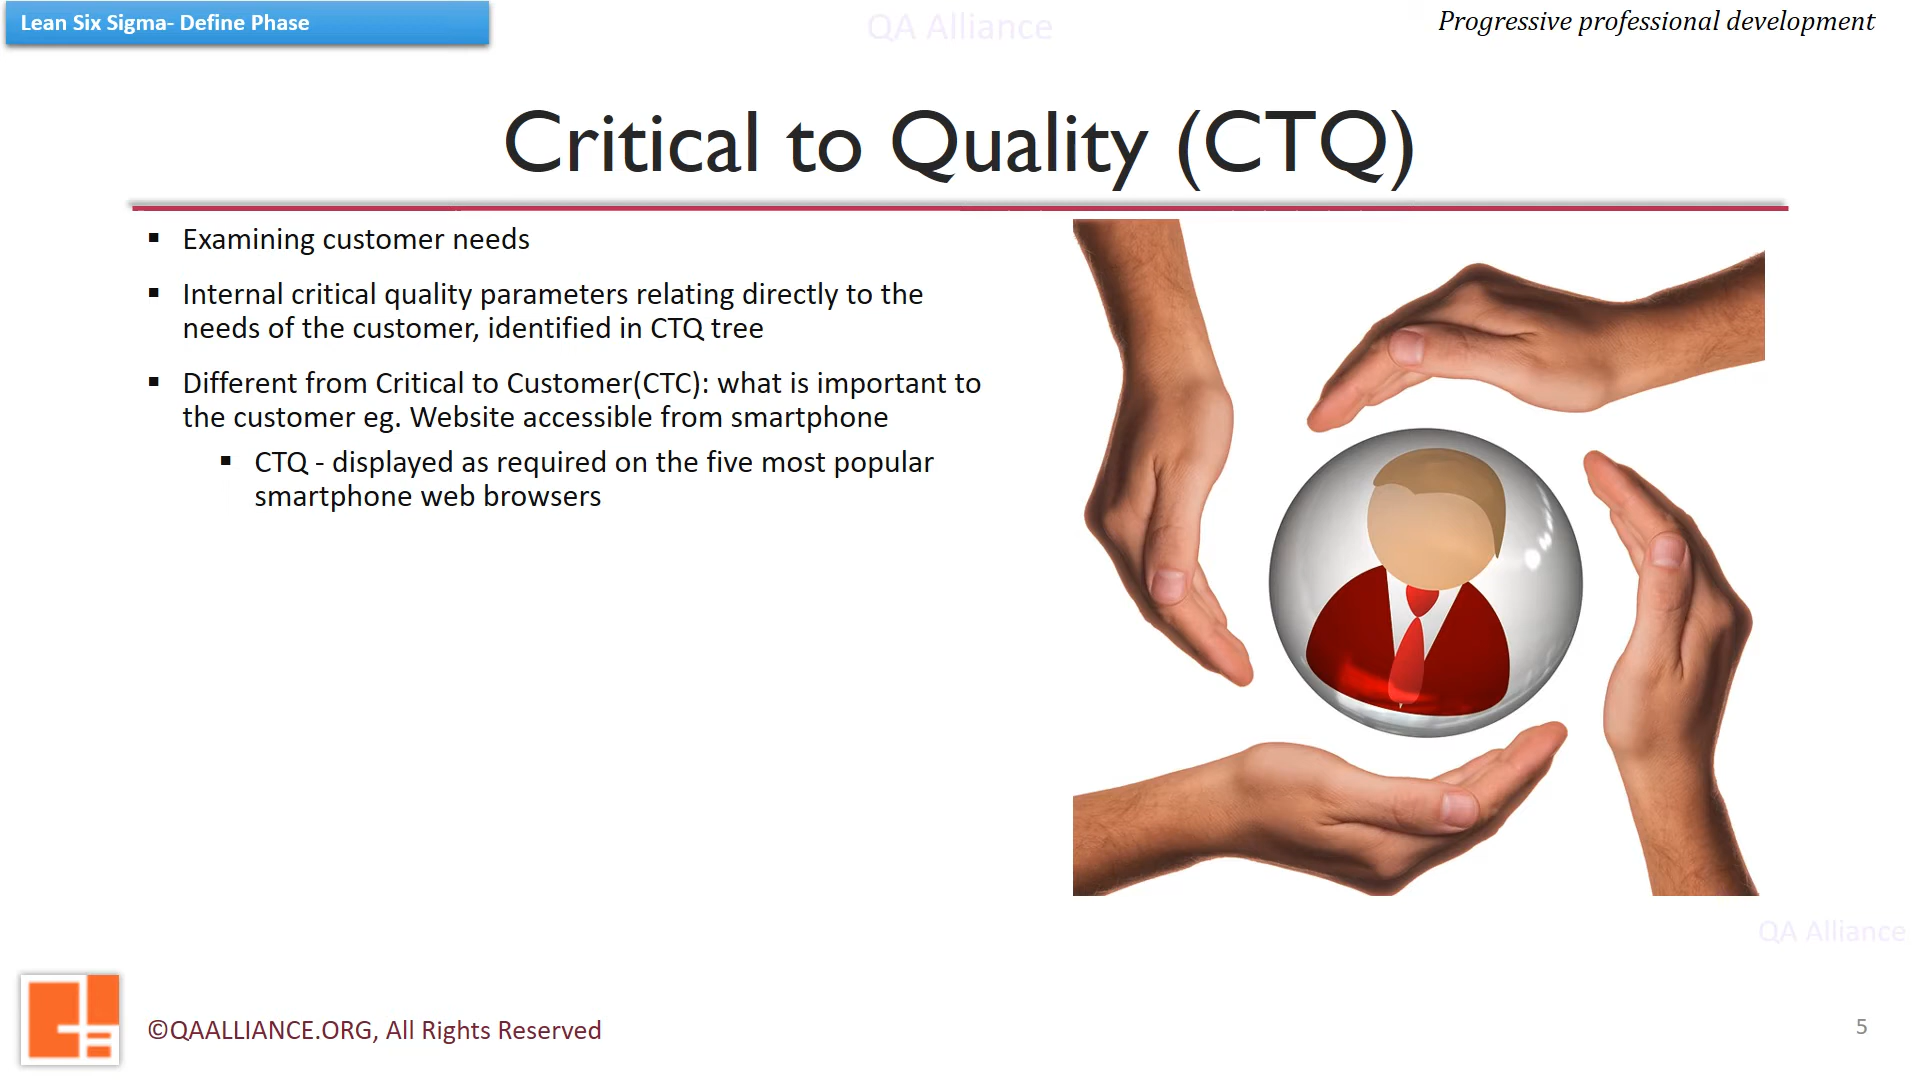 Lean Six Sigma- Define Phase
QA Alliance
Progressive professional development
Critical to Quality (CTQ)
▪ Examining customer needs
▪ Internal critical quality parameters relating directly to the
needs of the customer, identified in CTQ tree
▪ Different from Critical to Customer(CTC): what is important to
the customer eg. Website accessible from smartphone
▪ CTQ - displayed as required on the five most popular
smartphone web browsers
QA Alliance
©QAALLIANCE.ORG, All Rights Reserved
5